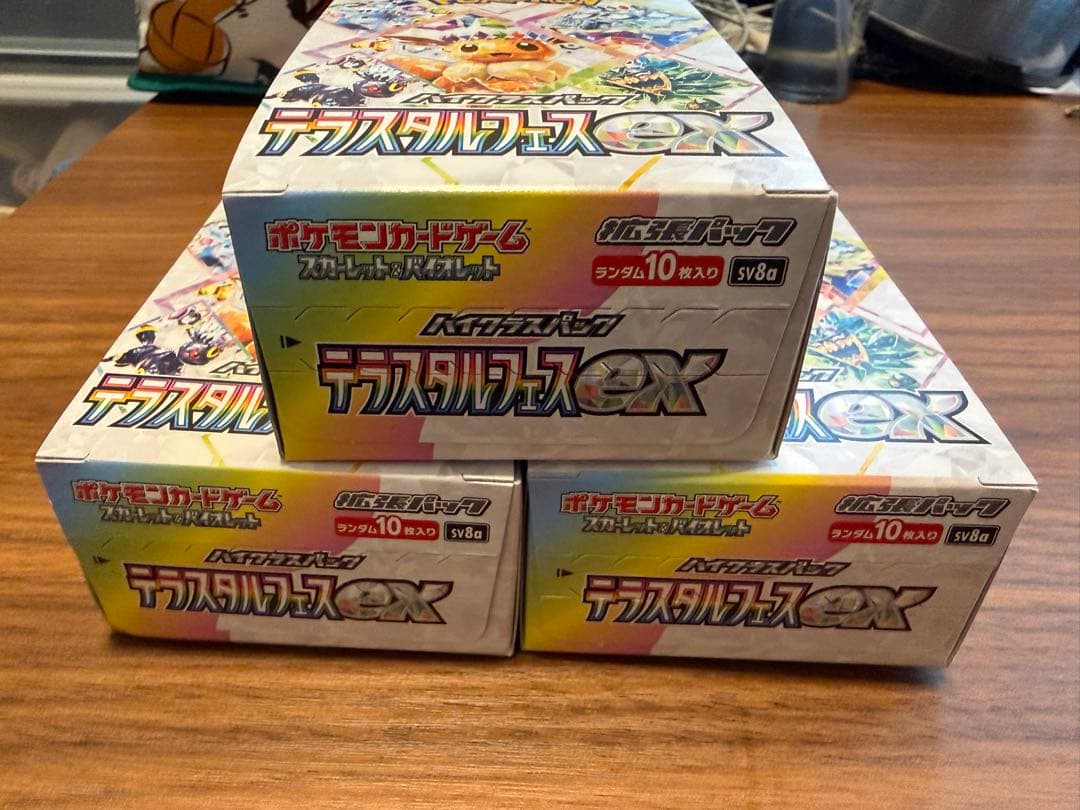 ハイクラスパック
テラスタルフェスex
ポケモンカードゲーム
スカーレット&バイオレット
拡張パック
ランダム10枚入り
SV8a
ハイクラスパック
テラスタルフェスex
テラスタル
ex
ポケモンカードゲーム
スカーレット&バイオレット
拡張パック
ランダム10枚入り
SV8a
ハイクラスパック
テラスタルフェスex
ポケモンカードゲーム
スカーレット&バイオレット
拡張パック
ランダム10枚入り
SV8a
ハイクラスパック
テラスタルフェスex